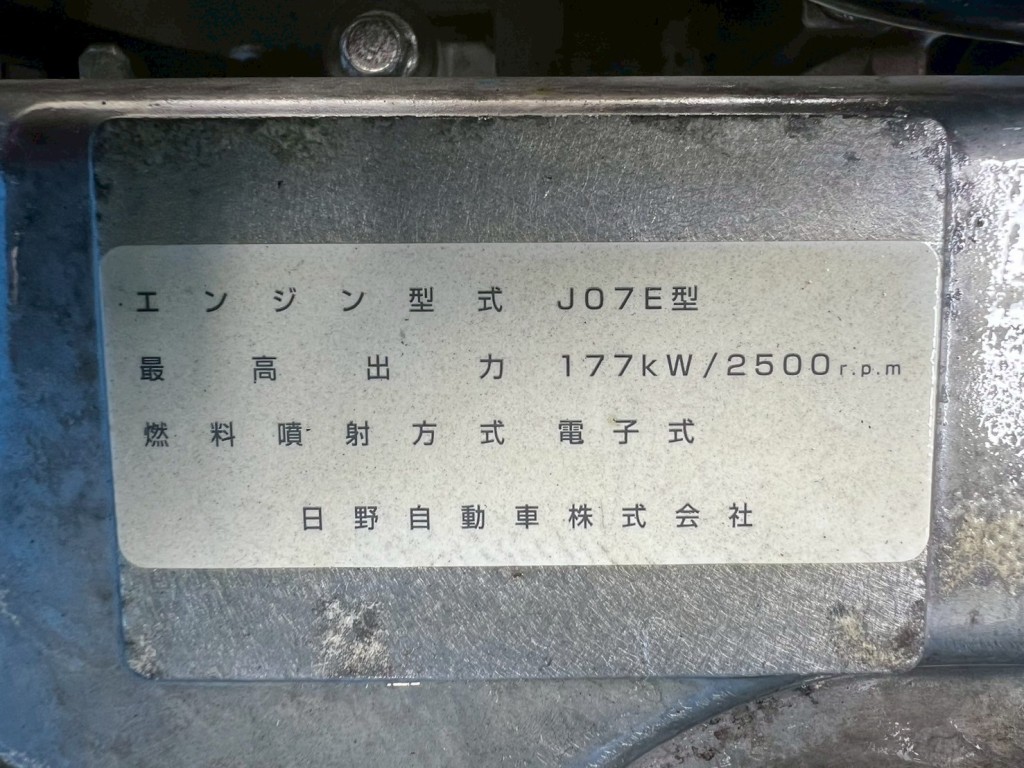 エンジン型式 J07E型
最高出力 177kW/2500r.p.m
燃料噴射方式 電子式
日野自動車株式会社